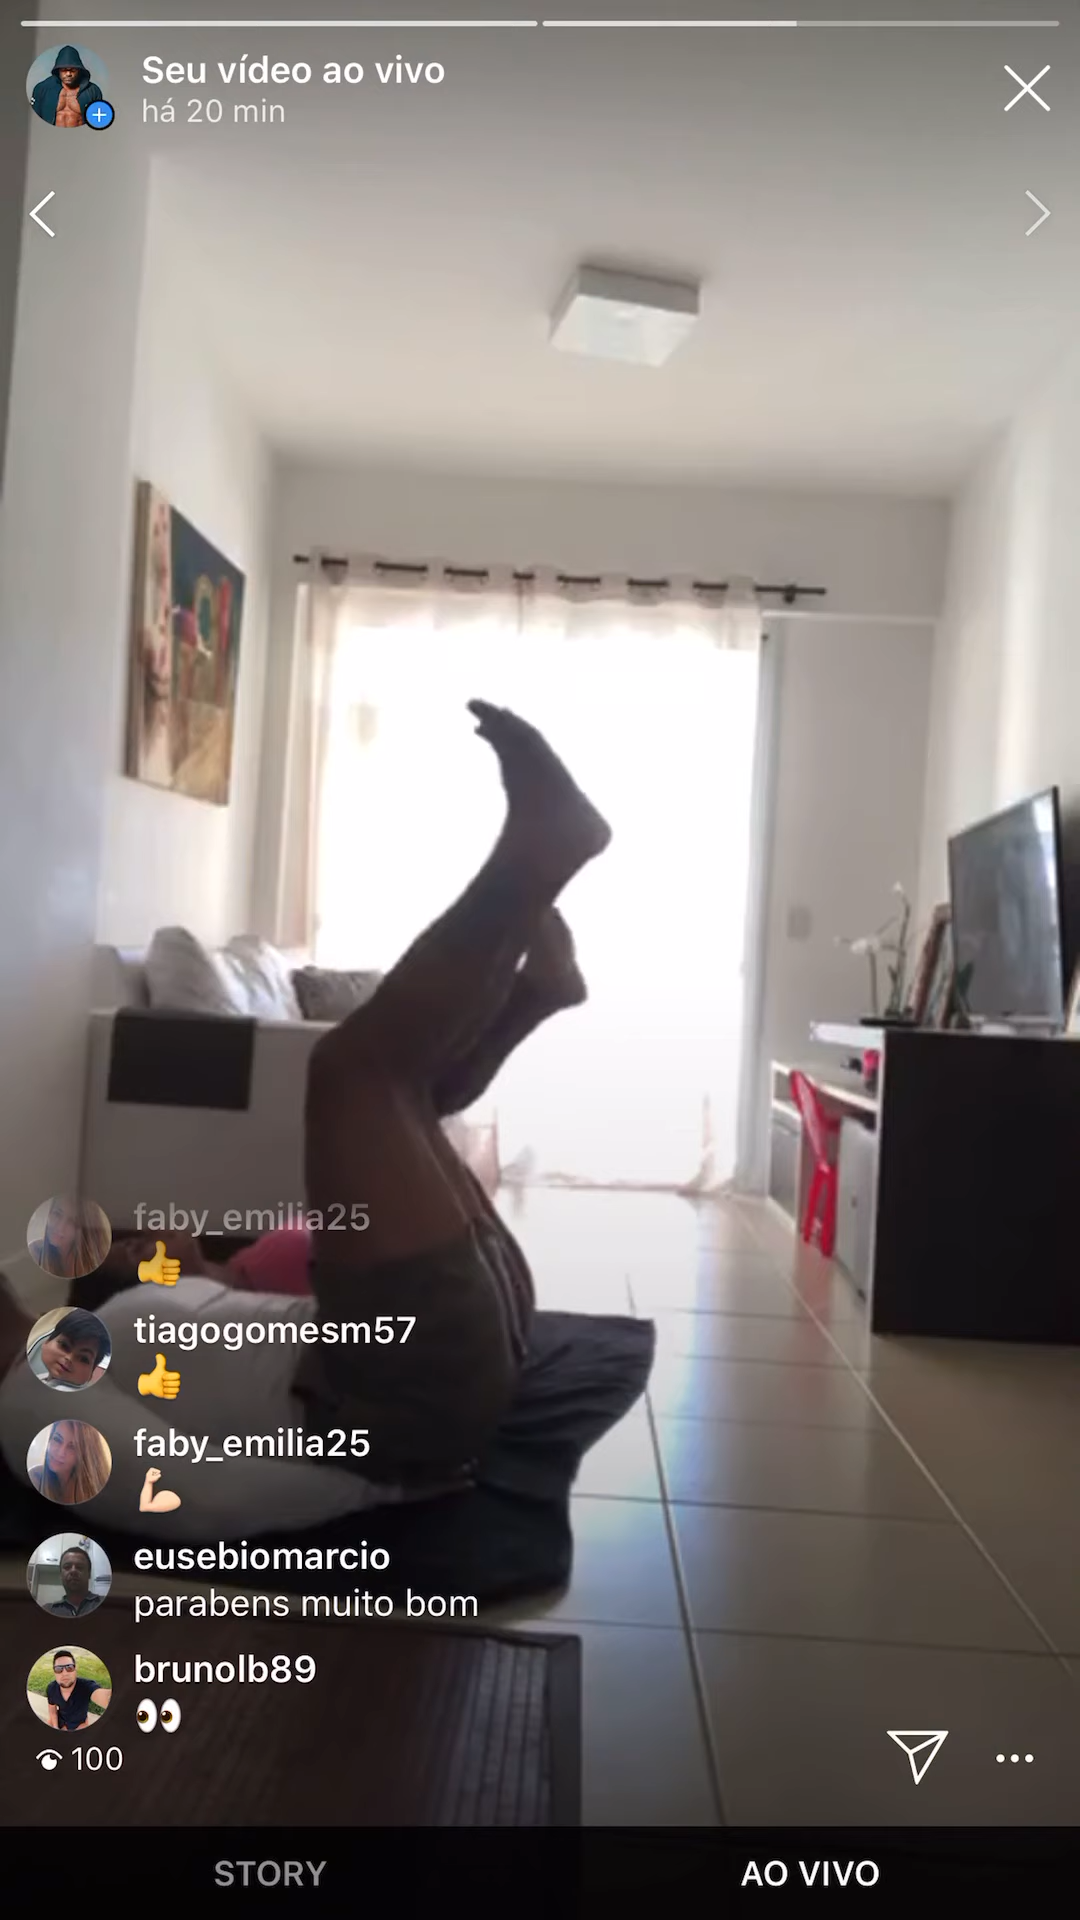 Seu vídeo ao vivo
há 20 min
faby_emilia25
👍
tiagogomesm57
👍
faby_emilia25
💪🏻
eusebiomarcio
parabens muito bom
brunolb89
👀
100
STORY
AO VIVO